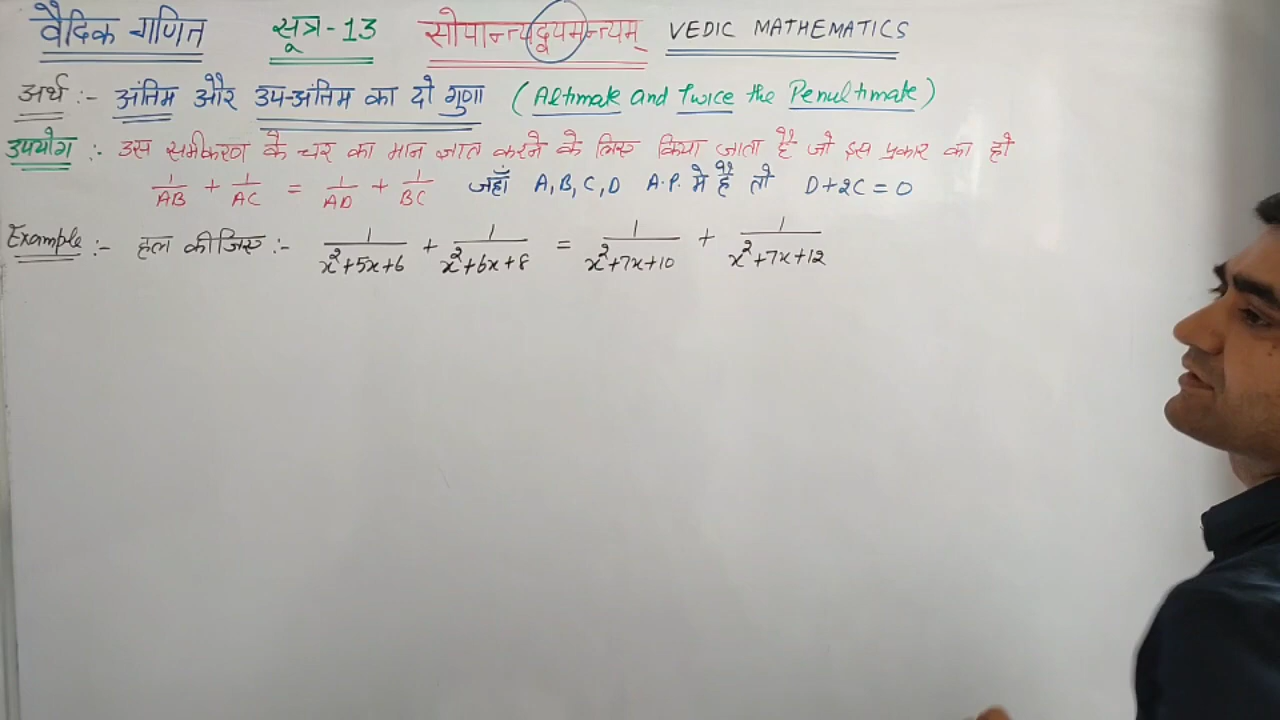 वैदिक गणित सूत्र-13 सोपान्त्यद्वयमन्त्यम् VEDIC MATHEMATICS
अर्थ :- अंतिम और उप-अंतिम का दो गुणा (Altimate and Twice the Penultimate)
उपयोग :- उस समीकरण के चर का मान ज्ञात करने के लिए किया जाता है जो इस प्रकार का हो
1/AB + 1/AC = 1/AD + 1/BC जहाँ A, B, C, D A.P. में है तो D+2C=0
Example :- हल कीजिए :- 1/x²+5x+6 + 1/x²+6x+8 = 1/x²+7x+10 + 1/x²+7x+12